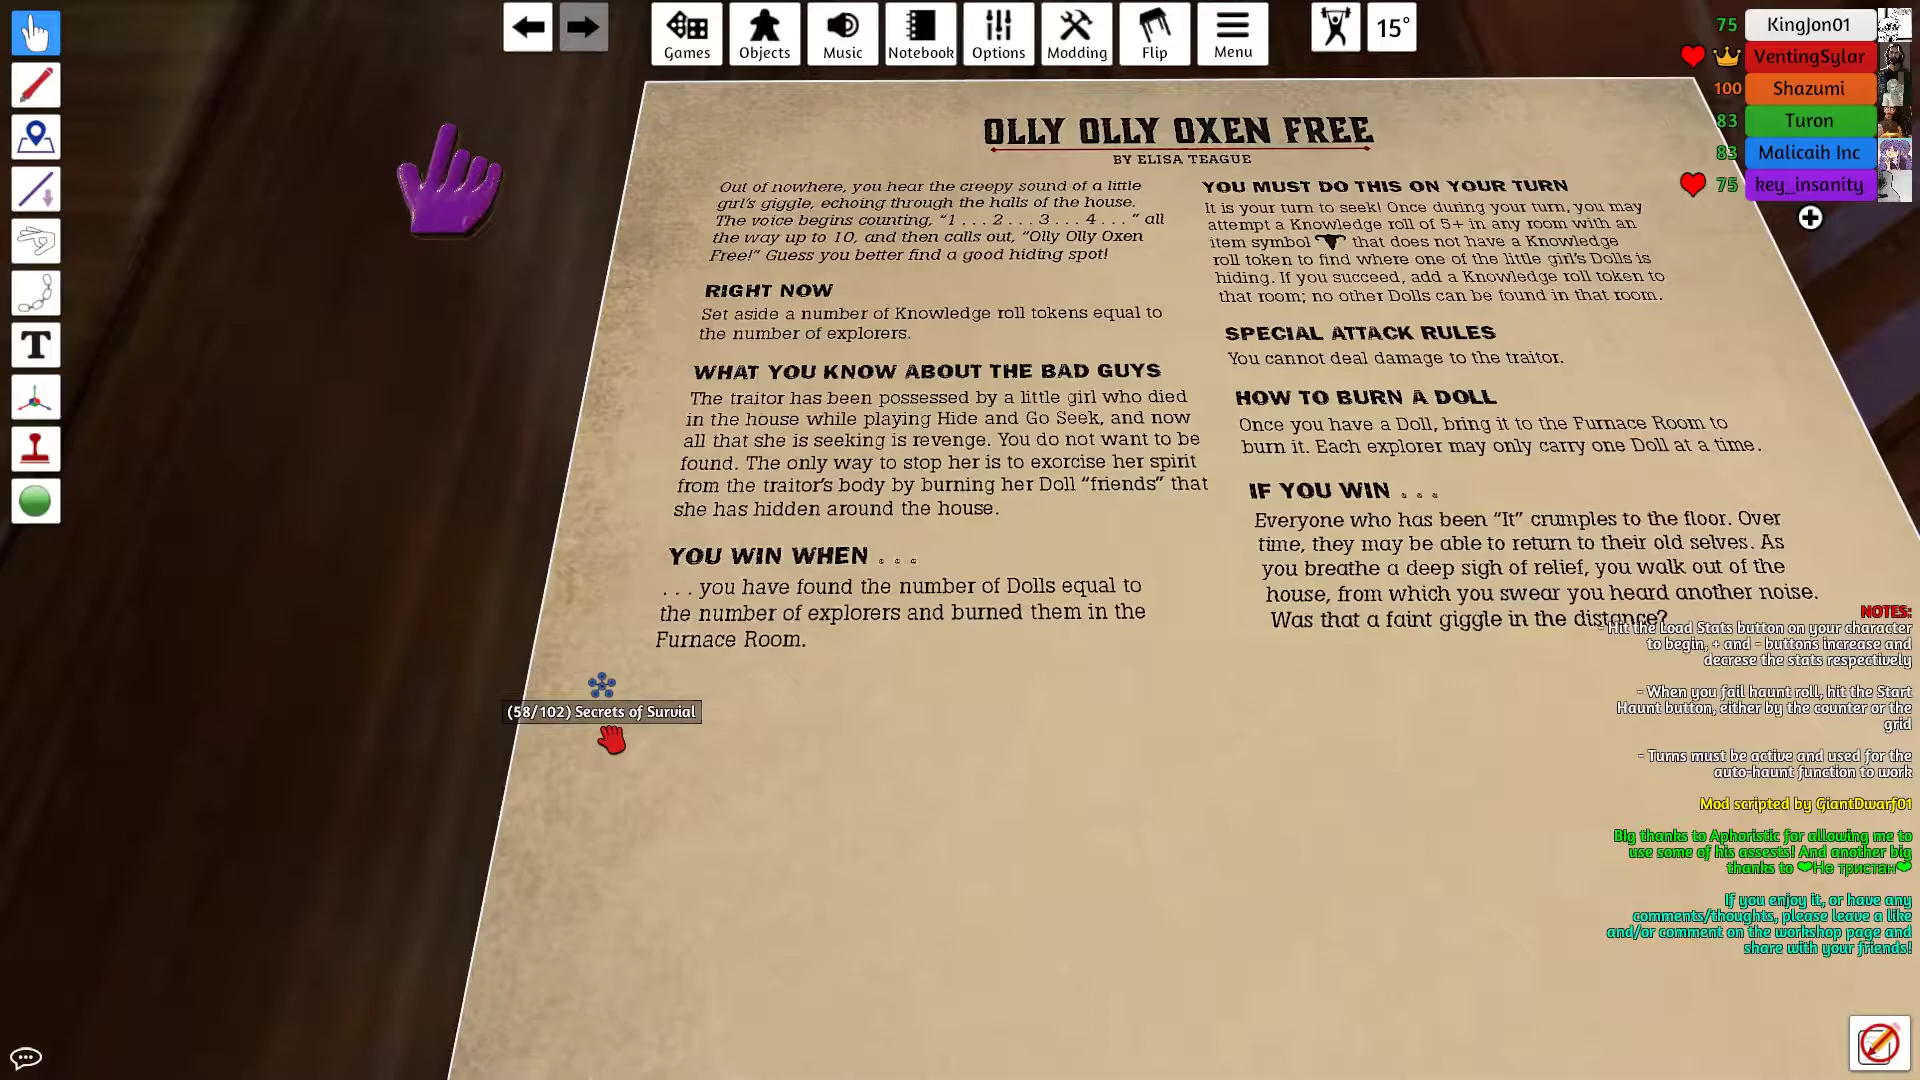 Games
Objects
Music
Notebook
Options
Modding
Flip
Menu
15°
75 KingJon01
VentingSylar
100 Shazumi
83 Turon
83 Malicaih Inc
75 key_insanity
OLLY OLLY OXEN FREE
BY ELISA TEAGUE
Out of nowhere, you hear the creepy sound of a little
girl's giggle, echoing through the halls of the house.
The voice begins counting, “1 . . . 2 . . . 3 . . . 4 . . . ” all
the way up to 10, and then calls out, “Olly Olly Oxen
Free!” Guess you better find a good hiding spot!
RIGHT NOW
Set aside a number of Knowledge roll tokens equal to
the number of explorers.
WHAT YOU KNOW ABOUT THE BAD GUYS
The traitor has been possessed by a little girl who died
in the house while playing Hide and Go Seek, and now
all that she is seeking is revenge. You do not want to be
found. The only way to stop her is to exorcise her spirit
from the traitor's body by burning her Doll “friends” that
she has hidden around the house.
YOU WIN WHEN . . .
. . . you have found the number of Dolls equal to
the number of explorers and burned them in the
Furnace Room.
YOU MUST DO THIS ON YOUR TURN
It is your turn to seek! Once during your turn, you may
attempt a Knowledge roll of 5+ in any room with an
item symbol that does not have a Knowledge
roll token to find where one of the little girl's Dolls is
hiding. If you succeed, add a Knowledge roll token to
that room; no other Dolls can be found in that room.
SPECIAL ATTACK RULES
You cannot deal damage to the traitor.
HOW TO BURN A DOLL
Once you have a Doll, bring it to the Furnace Room to
burn it. Each explorer may only carry one Doll at a time.
IF YOU WIN . . .
Everyone who has been “It” crumples to the floor. Over
time, they may be able to return to their old selves. As
you breathe a deep sigh of relief, you walk out of the
house, from which you swear you heard another noise.
Was that a faint giggle in the distance?
(58/102) Secrets of Survial
NOTES:
- Hit the Load Stats button on your character
to begin, + and - buttons increase and
decrese the stats respectively
- When you fail haunt roll, hit the Start
Haunt button, either by the counter or the
grid
- Turns must be active and used for the
auto-haunt function to work
Mod scripted by GiantDwarf01
Big thanks to Aphoristic for allowing me to
use some of his assests! And another big
thanks to ❤Не тристан❤
If you enjoy it, or have any
comments/thoughts, please leave a like
and/or comment on the workshop page and
share with your friends!